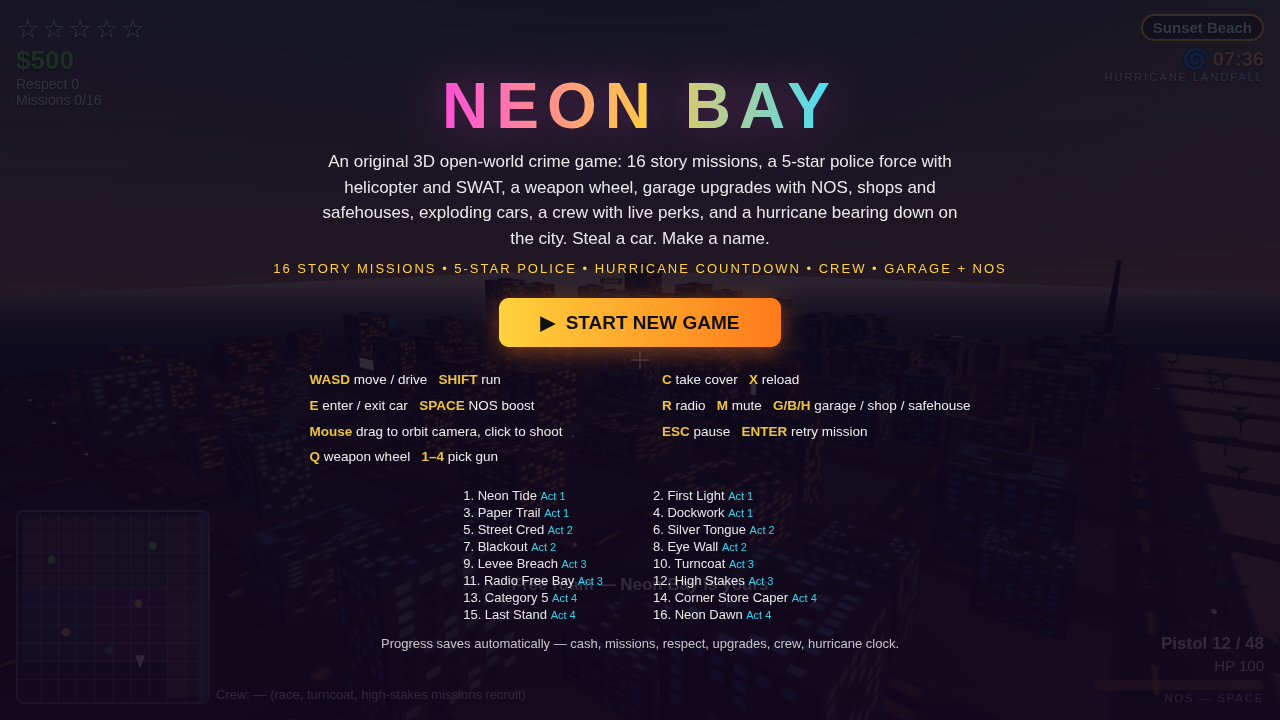 ☆☆☆☆☆
$500
Respect 0
Missions 0/16
Sunset Beach
🌀 07:36
HURRICANE LANDFALL
NEON BAY
An original 3D open-world crime game: 16 story missions, a 5-star police force with
helicopter and SWAT, a weapon wheel, garage upgrades with NOS, shops and
safehouses, exploding cars, a crew with live perks, and a hurricane bearing down on
the city. Steal a car. Make a name.
16 STORY MISSIONS • 5-STAR POLICE • HURRICANE COUNTDOWN • CREW • GARAGE + NOS
▶ START NEW GAME
WASD move / drive SHIFT run
E enter / exit car SPACE NOS boost
Mouse drag to orbit camera, click to shoot
Q weapon wheel 1–4 pick gun
C take cover X reload
R radio M mute G/B/H garage / shop / safehouse
ESC pause ENTER retry mission
1. Neon Tide Act 1
2. First Light Act 1
3. Paper Trail Act 1
4. Dockwork Act 1
5. Street Cred Act 2
6. Silver Tongue Act 2
7. Blackout Act 2
8. Eye Wall Act 2
9. Levee Breach Act 3
10. Turncoat Act 3
11. Radio Free Bay Act 3
12. High Stakes Act 3
13. Category 5 Act 4
14. Corner Store Caper Act 4
15. Last Stand Act 4
16. Neon Dawn Act 4
Progress saves automatically — cash, missions, respect, upgrades, crew, hurricane clock.
Pistol 12 / 48
HP 100
NOS — SPACE
Crew: — (race, turncoat, high-stakes missions recruit)